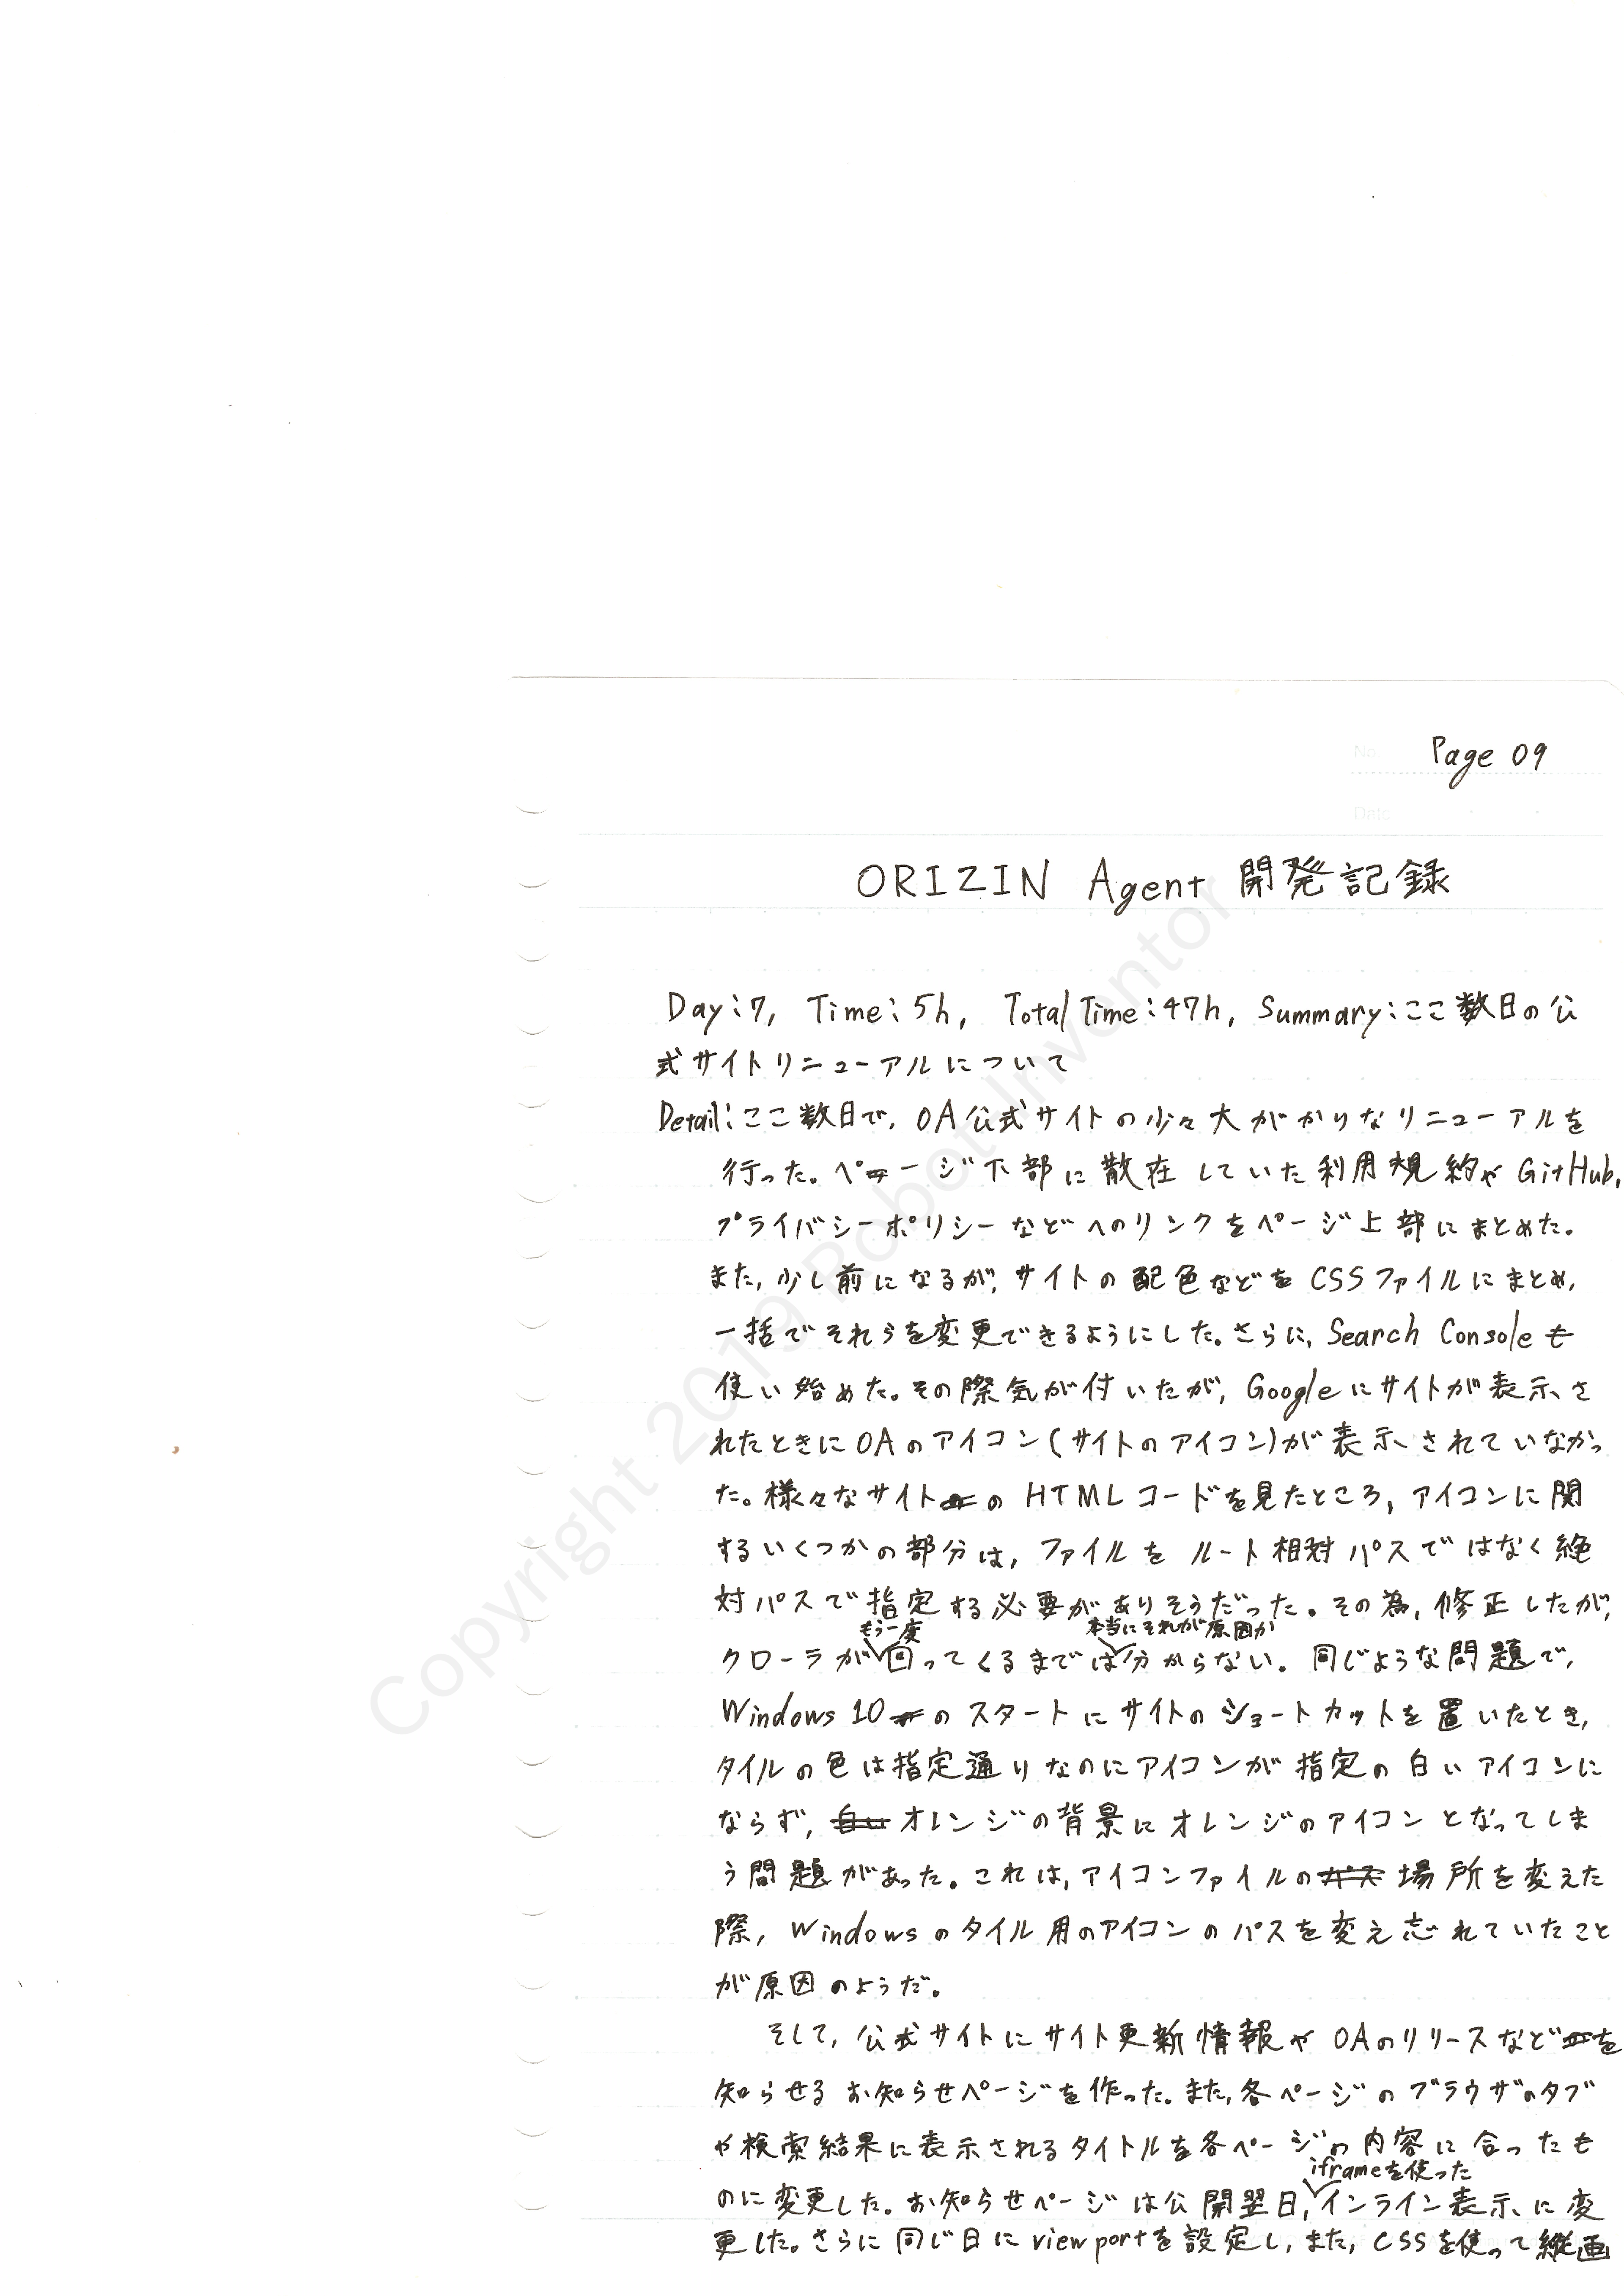 Page 09
No.
Date
ORIZIN Agent 開発記録
Day:7, Time:5h, Total Time:47h, Summary:ここ数日の公
式サイトリニューアルについて
Detail:ここ数日で,OA公式サイトの少々大がかりなリニューアルを
行った。ページ下部に散在していた利用規約やGitHub,
プライバシーポリシーなどへのリンクをページ上部にまとめた。
また,少し前になるが,サイトの配色などをCSSファイルにまとめ,
一括でそれらを変更できるようにした。さらに,Search Consoleも
使い始めた。その際気が付いたが,Googleにサイトが表示さ
れたときにOAのアイコン(サイトのアイコン)が表示されていなかっ
た。様々なサイトのHTMLコードを見たところ,アイコンに関
するいくつかの部分は,ファイルをルート相対パスではなく絶
対パスで指定する必要がありそうだった。その為,修正したが,
クローラがもう一度回ってくるまでは本当にそれが原因か分からない。同じような問題で,
Windows 10のスタートにサイトのショートカットを置いたとき,
タイルの色は指定通りなのにアイコンが指定の白いアイコンに
ならず,オレンジの背景にオレンジのアイコンとなってしま
う問題があった。これは,アイコンファイルの場所を変えた
際,Windowsのタイル用のアイコンのパスを変え忘れていたこと
が原因のようだ。
そして,公式サイトにサイト更新情報やOAのリリースなどを
知らせるお知らせページを作った。また,各ページのブラウザのタブ
や検索結果に表示されるタイトルを各ページの内容に合ったも
のに変更した。お知らせページは公開翌日,iframeを使ったインライン表示に変
更した。さらに同じ日にviewportを設定し,また,CSSを使って縦画
Copyright 2019 Robot Inventor